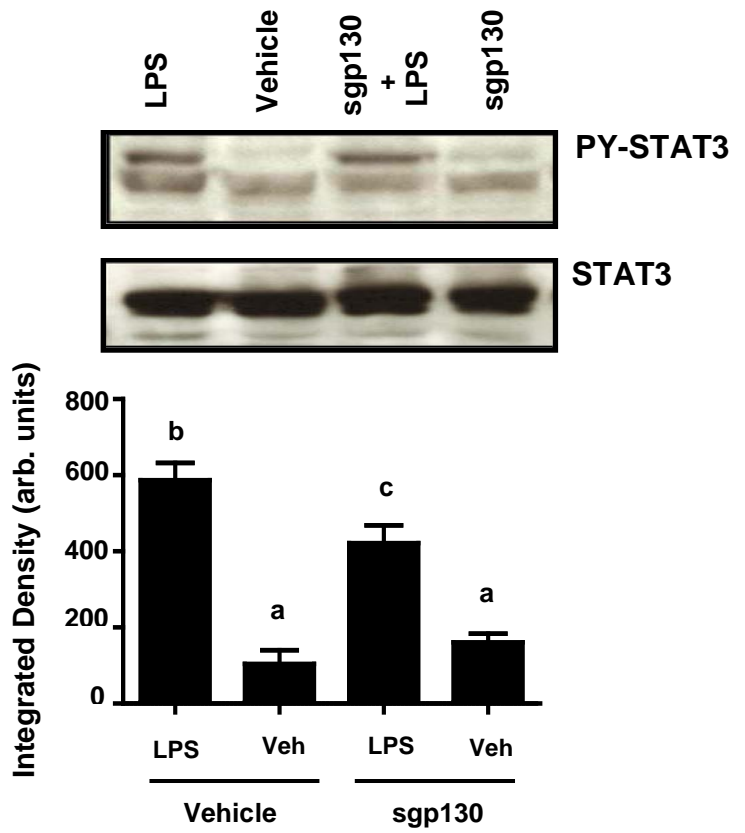 LPS
Vehicle
sgp130
+
LPS
sgp130
PY-STAT3
STAT3
Integrated Density (arb. units)
800
600
400
200
0
b
a
c
a
LPS Veh LPS Veh
Vehicle sgp130